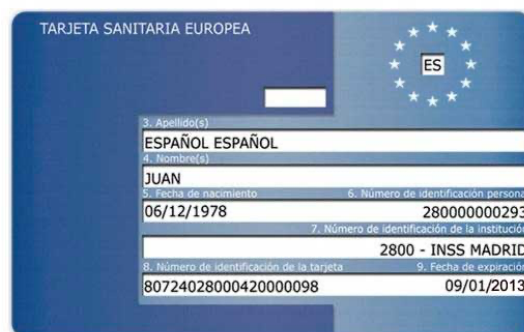 TARJETA SANITARIA EUROPEA
ES
3. Apellido(s)
ESPAÑOL ESPAÑOL
4. Nombre(s)
JUAN
5. Fecha de nacimiento 6. Número de identificación persona
06/12/1978 280000000293
7. Número de identificación de la institución
2800 - INSS MADRID
8. Número de identificación de la tarjeta 9. Fecha de expiración
80724028000420000098 09/01/2013